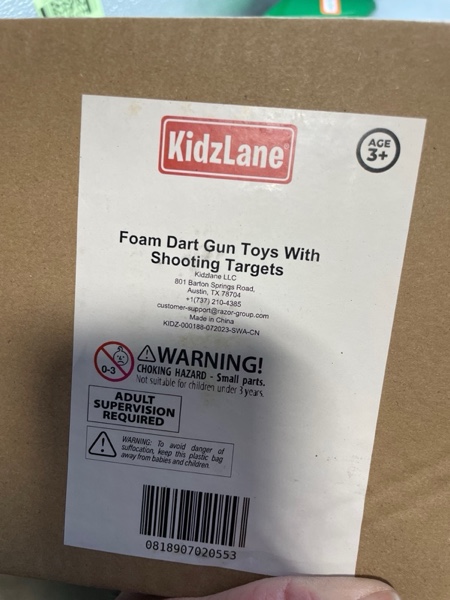 KidzLane
AGE
3+
Foam Dart Gun Toys With
Shooting Targets
Kidzlane LLC
801 Barton Springs Road,
Austin, TX 78704
+1(737) 210-4385
customer-support@razor-group.com
Made in China
KIDZ-000188-072023-SWA-CN
0-3
WARNING!
CHOKING HAZARD - Small parts.
Not suitable for children under 3 years.
ADULT
SUPERVISION
REQUIRED
WARNING: To avoid danger of
suffocation, keep this plastic bag
away from babies and children.
0818907020553